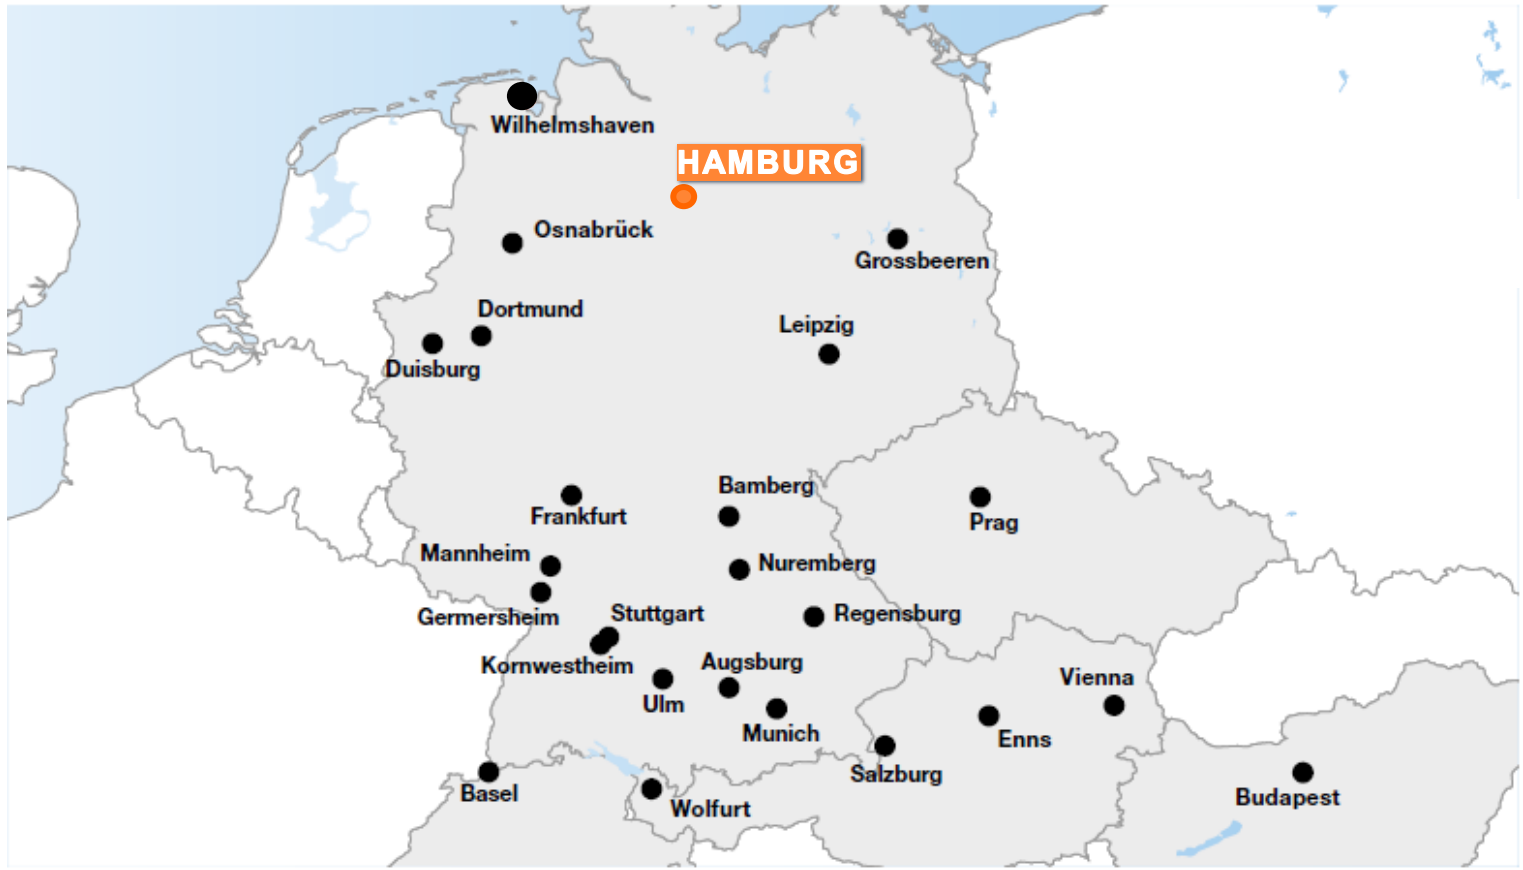 Wilhelmshaven
HAMBURG
Osnabrück
Grossbeeren
Dortmund
Leipzig
Duisburg
Bamberg
Frankfurt
Prag
Mannheim
Nuremberg
Germersheim
Stuttgart
Regensburg
Kornwestheim
Augsburg
Vienna
Ulm
Munich
Enns
Salzburg
Basel
Budapest
Wolfurt